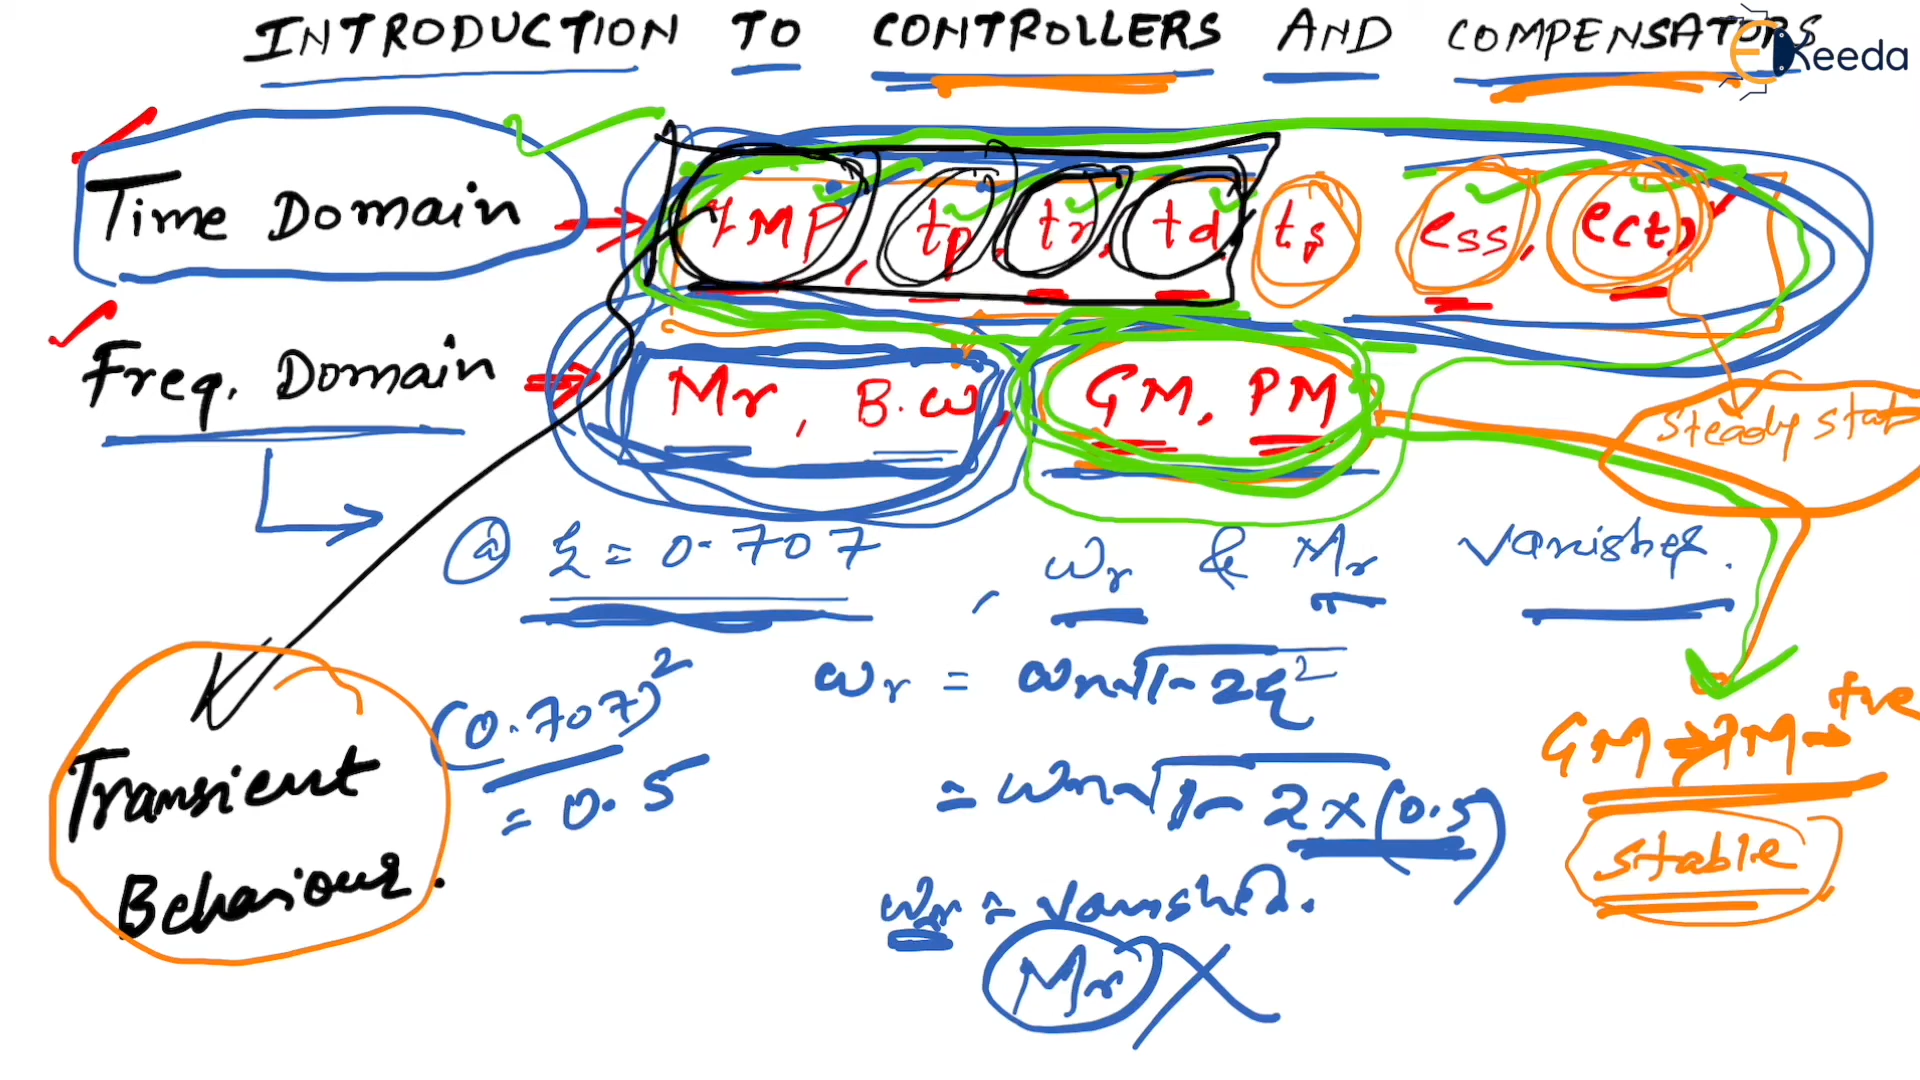 INTRODUCTION TO CONTROLLERS AND COMPENSATORS
Keeda
Time Domain ⇒ %MP, tp, tr, td, ts, ess, e(t)
Freq. Domain ⇒ Mr, B.W, GM, PM
Steady stat
@ ξ = 0.707, ωr & Mr vanishes.
(0.707)² = 0.5
ωr = ωn√1-2ξ²
= ωn√1-2×(0.5)
ωr = vanished.
Mr
GM → PM → +ve
stable
Transient
Behaviour.